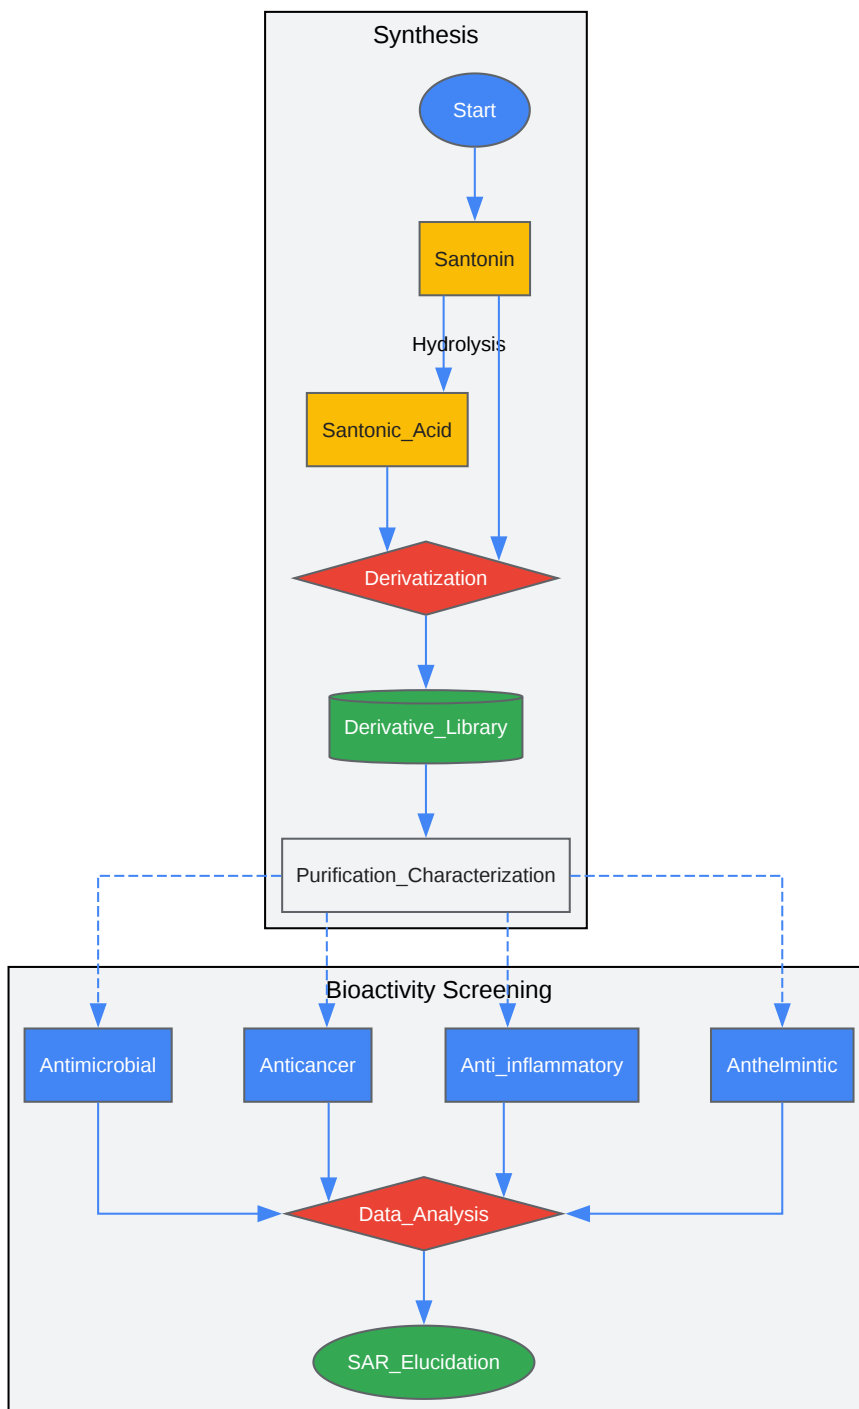 Synthesis
Start
Santonin
Hydrolysis
Santonic_Acid
Derivatization
Derivative_Library
Purification_Characterization
Bioactivity Screening
Antimicrobial
Anticancer
Anti_inflammatory
Anthelmintic
Data_Analysis
SAR_Elucidation